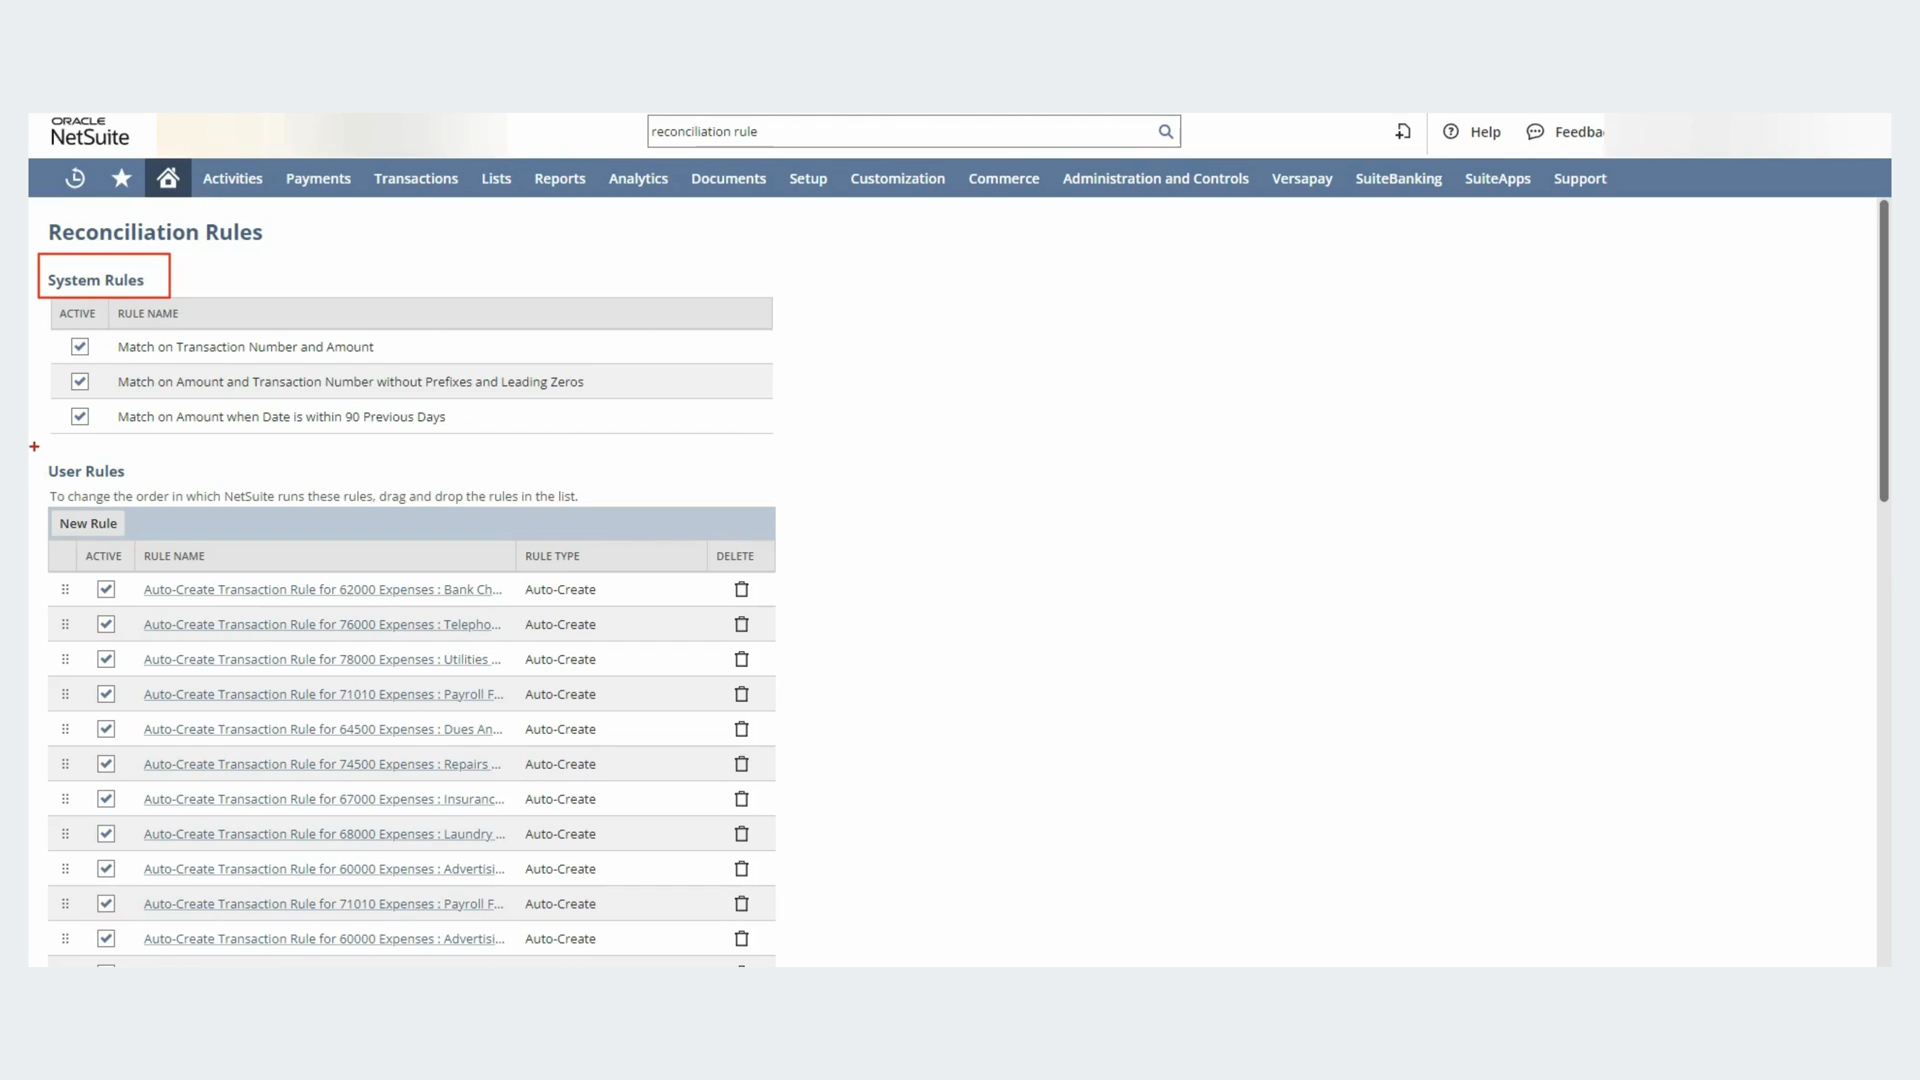 ORACLE
NetSuite
reconciliation rule
Help
Feedba
Activities
Payments
Transactions
Lists
Reports
Analytics
Documents
Setup
Customization
Commerce
Administration and Controls
Versapay
SuiteBanking
SuiteApps
Support
Reconciliation Rules
System Rules
ACTIVE RULE NAME
Match on Transaction Number and Amount
Match on Amount and Transaction Number without Prefixes and Leading Zeros
Match on Amount when Date is within 90 Previous Days
User Rules
To change the order in which NetSuite runs these rules, drag and drop the rules in the list.
New Rule
ACTIVE RULE NAME RULE TYPE DELETE
Auto-Create Transaction Rule for 62000 Expenses : Bank Ch... Auto-Create
Auto-Create Transaction Rule for 76000 Expenses : Telepho... Auto-Create
Auto-Create Transaction Rule for 78000 Expenses : Utilities ... Auto-Create
Auto-Create Transaction Rule for 71010 Expenses : Payroll F... Auto-Create
Auto-Create Transaction Rule for 64500 Expenses : Dues An... Auto-Create
Auto-Create Transaction Rule for 74500 Expenses : Repairs ... Auto-Create
Auto-Create Transaction Rule for 67000 Expenses : Insuranc... Auto-Create
Auto-Create Transaction Rule for 68000 Expenses : Laundry ... Auto-Create
Auto-Create Transaction Rule for 60000 Expenses : Advertisi... Auto-Create
Auto-Create Transaction Rule for 71010 Expenses : Payroll F... Auto-Create
Auto-Create Transaction Rule for 60000 Expenses : Advertisi... Auto-Create